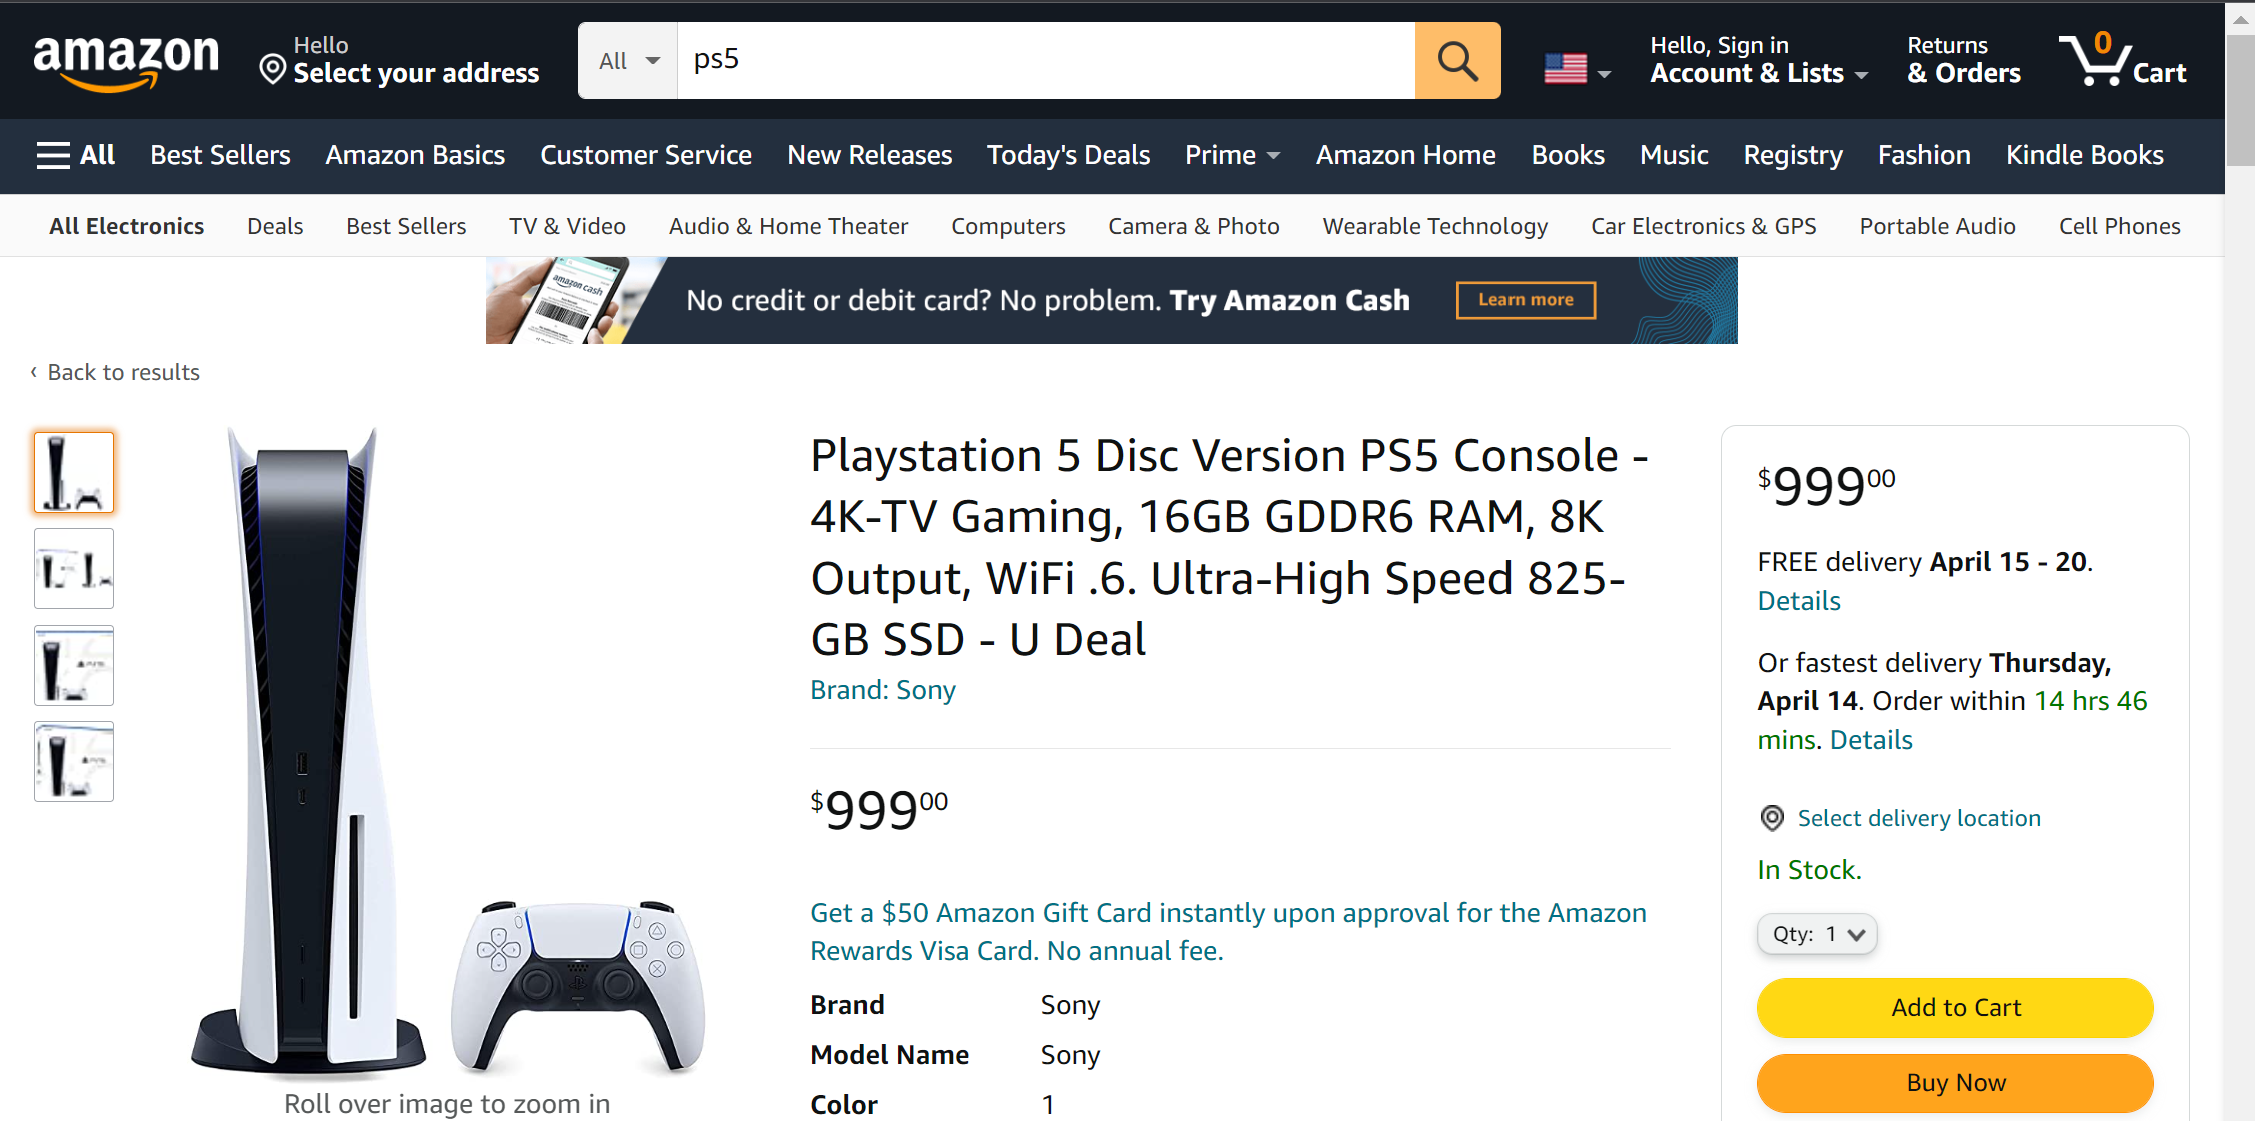 amazon
Hello
Select your address
All
ps5
Hello, Sign in
Account & Lists
Returns
& Orders
0
Cart
All
Best Sellers
Amazon Basics
Customer Service
New Releases
Today's Deals
Prime
Amazon Home
Books
Music
Registry
Fashion
Kindle Books
All Electronics
Deals
Best Sellers
TV & Video
Audio & Home Theater
Computers
Camera & Photo
Wearable Technology
Car Electronics & GPS
Portable Audio
Cell Phones
amazon cash
No credit or debit card? No problem. Try Amazon Cash
Learn more
‹ Back to results
Roll over image to zoom in
Playstation 5 Disc Version PS5 Console -
4K-TV Gaming, 16GB GDDR6 RAM, 8K
Output, WiFi .6. Ultra-High Speed 825-
GB SSD - U Deal
Brand: Sony
$99900
Get a $50 Amazon Gift Card instantly upon approval for the Amazon
Rewards Visa Card. No annual fee.
Brand Sony
Model Name Sony
Color 1
$99900
FREE delivery April 15 - 20.
Details
Or fastest delivery Thursday,
April 14. Order within 14 hrs 46
mins. Details
Select delivery location
In Stock.
Qty: 1
Add to Cart
Buy Now